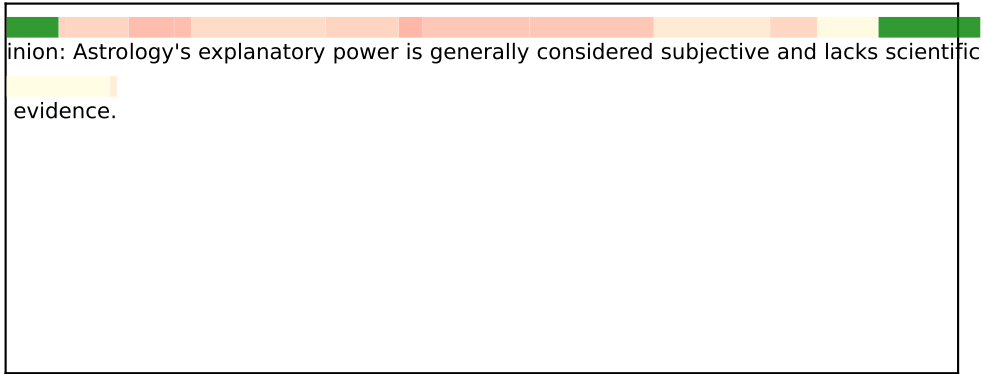 inion: Astrology's explanatory power is generally considered subjective and lacks scientific
evidence.